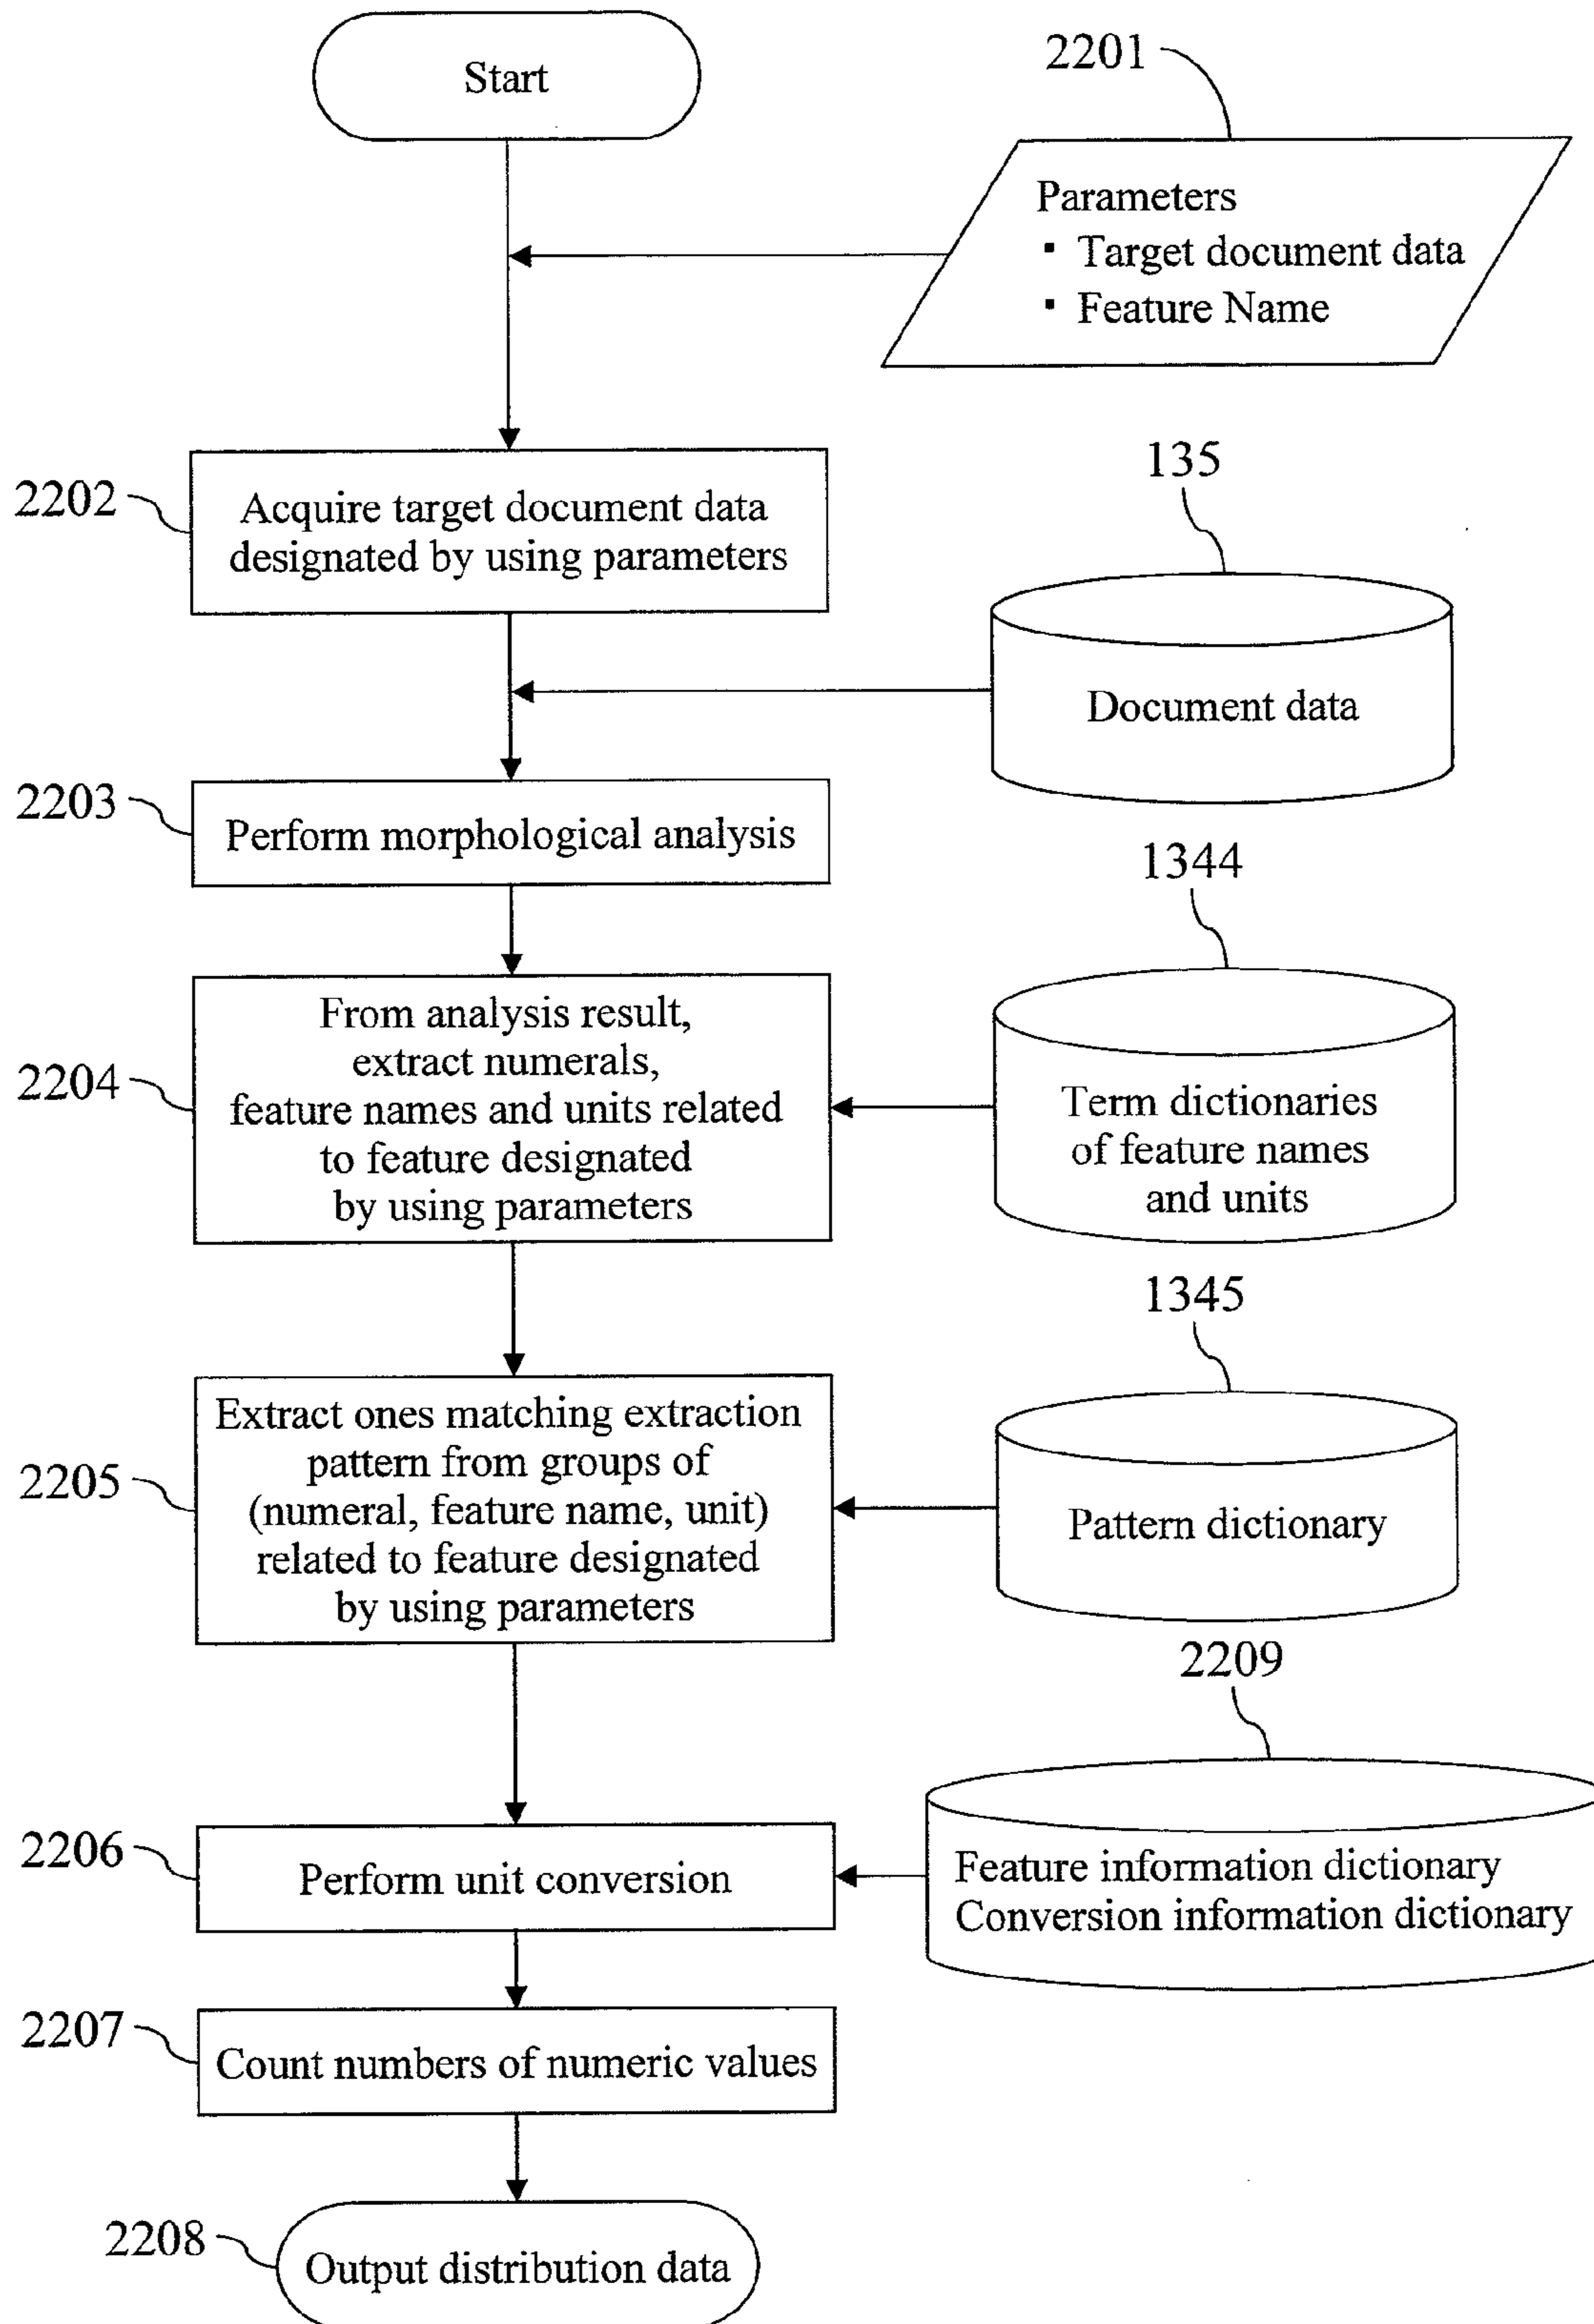 Start
2201
Parameters
▪ Target document data
▪ Feature Name
2202
Acquire target document data
designated by using parameters
135
Document data
2203
Perform morphological analysis
1344
2204
From analysis result,
extract numerals,
feature names and units related
to feature designated
by using parameters
Term dictionaries
of feature names
and units
1345
2205
Extract ones matching extraction
pattern from groups of
(numeral, feature name, unit)
related to feature designated
by using parameters
Pattern dictionary
2209
2206
Perform unit conversion
Feature information dictionary
Conversion information dictionary
2207
Count numbers of numeric values
2208
Output distribution data